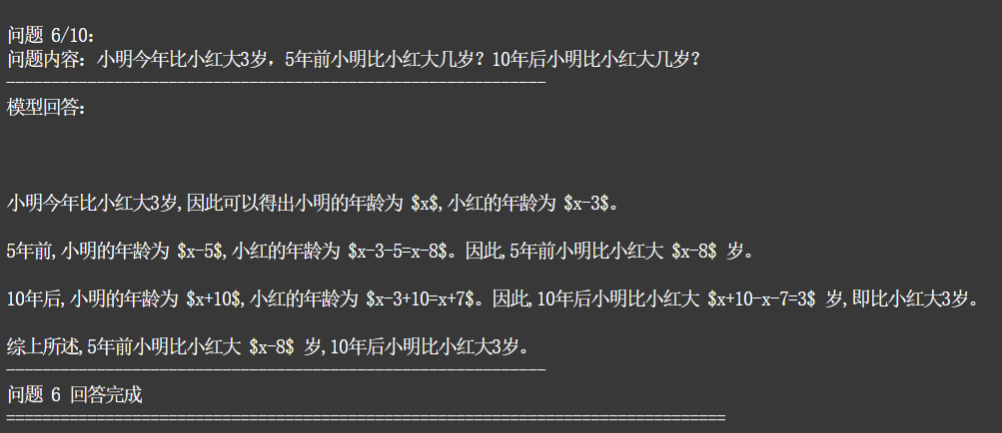 问题 6/10:
问题内容: 小明今年比小红大3岁，5年前小明比小红大几岁？10年后小明比小红大几岁？
------------------------------------------------------------
模型回答:
小明今年比小红大3岁,因此可以得出小明的年龄为 $x$,小红的年龄为 $x-3$。
5年前,小明的年龄为 $x-5$,小红的年龄为 $x-3-5=x-8$。因此,5年前小明比小红大 $x-8$ 岁。
10年后,小明的年龄为 $x+10$,小红的年龄为 $x-3+10=x+7$。因此,10年后小明比小红大 $x+10-x-7=3$ 岁,即比小红大3岁。
综上所述,5年前小明比小红大 $x-8$ 岁,10年后小明比小红大3岁。
------------------------------------------------------------
问题 6 回答完成
================================================================================